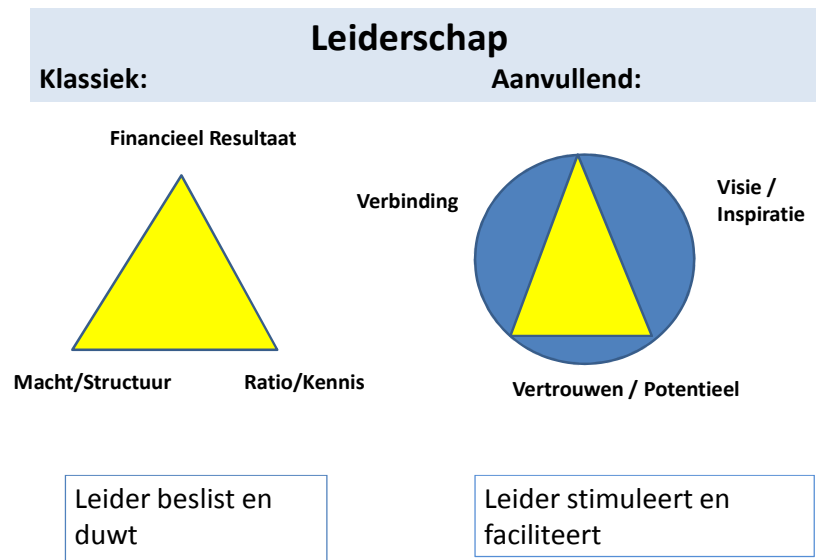 Leiderschap
Klassiek:
Aanvullend:
Financieel Resultaat
Macht/Structuur
Ratio/Kennis
Verbinding
Visie /
Inspiratie
Vertrouwen / Potentieel
Leider beslist en
duwt
Leider stimuleert en
faciliteert